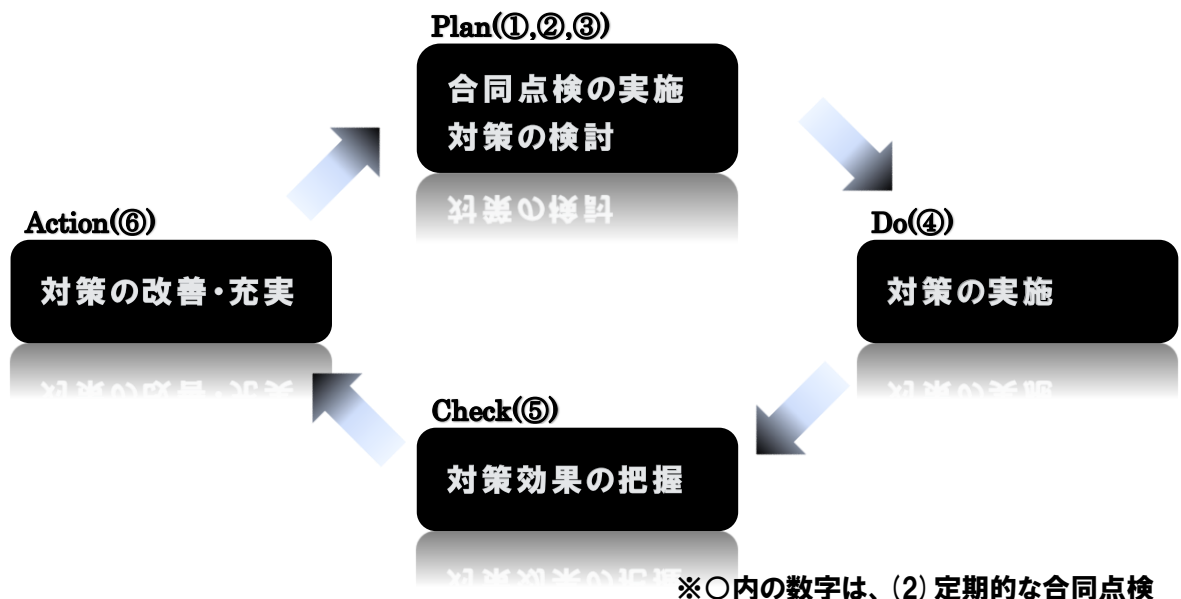 Plan(①,②,③)
合同点検の実施
対策の検討
Action(⑥)
対策の改善・充実
Do(④)
対策の実施
Check(⑤)
対策効果の把握
※○内の数字は、(2)定期的な合同点検